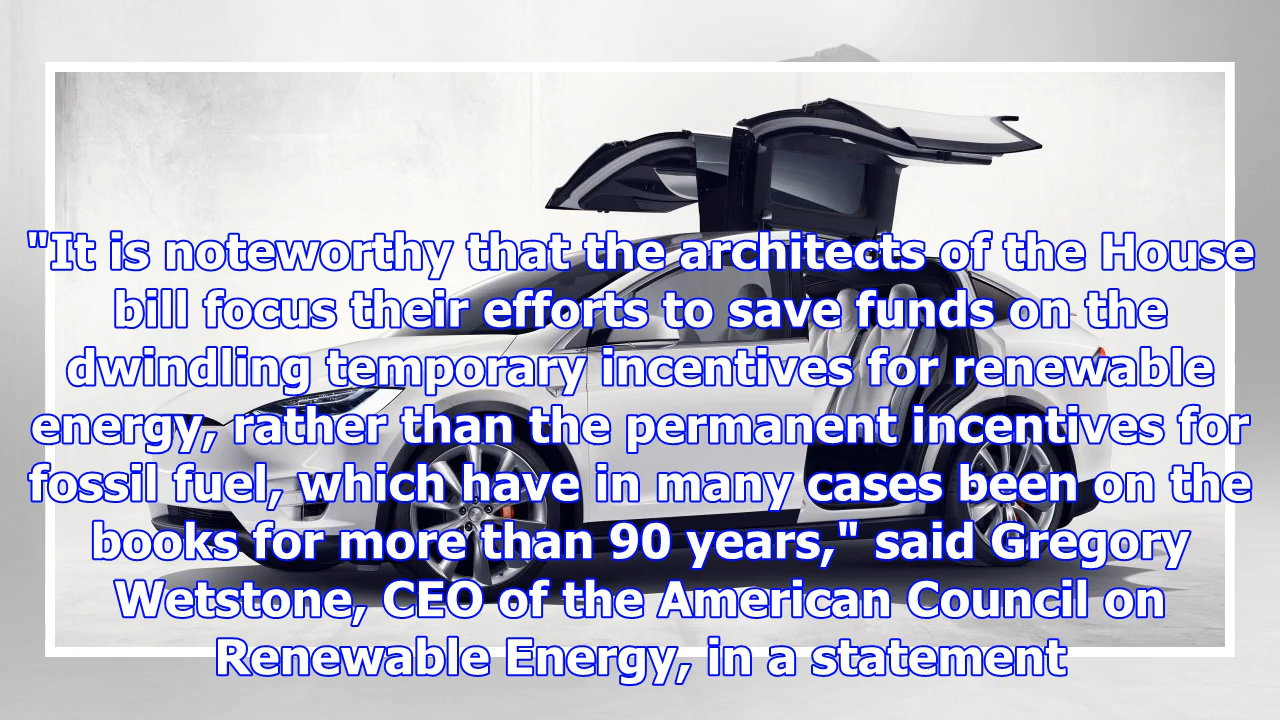 "It is noteworthy that the architects of the House
bill focus their efforts to save funds on the
dwindling temporary incentives for renewable
energy, rather than the permanent incentives for
fossil fuel, which have in many cases been on the
books for more than 90 years," said Gregory
Wetstone, CEO of the American Council on
Renewable Energy, in a statement